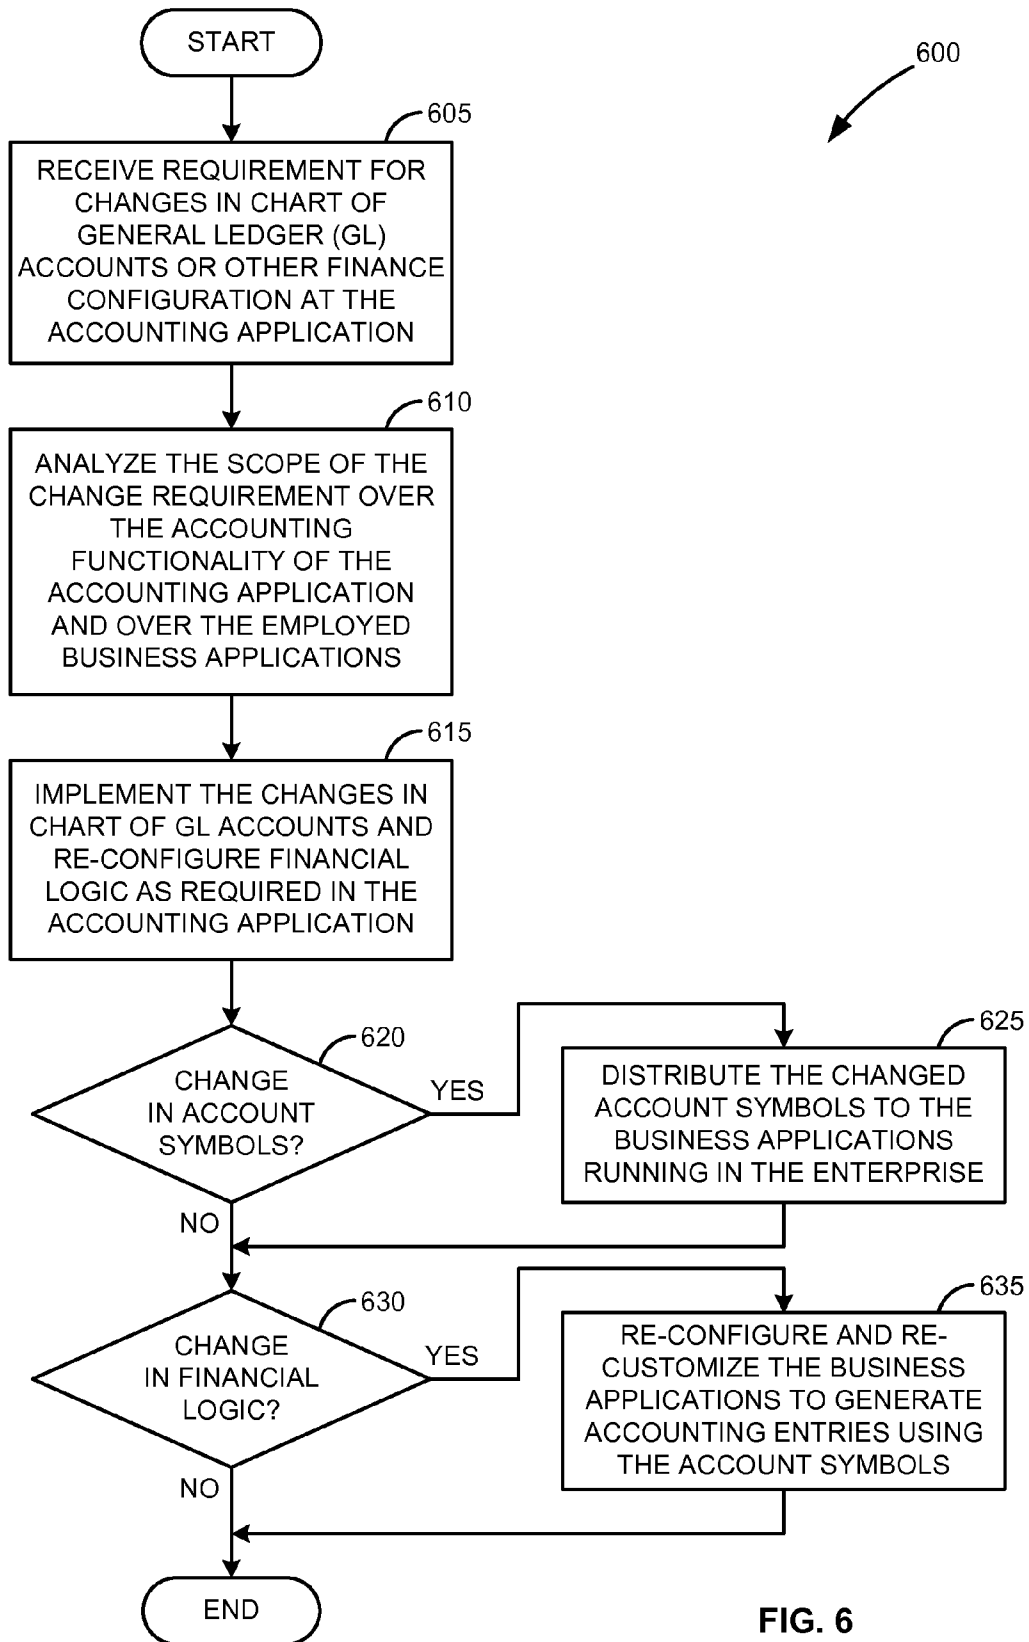 START
600
605
RECEIVE REQUIREMENT FOR
CHANGES IN CHART OF
GENERAL LEDGER (GL)
ACCOUNTS OR OTHER FINANCE
CONFIGURATION AT THE
ACCOUNTING APPLICATION
610
ANALYZE THE SCOPE OF THE
CHANGE REQUIREMENT OVER
THE ACCOUNTING
FUNCTIONALITY OF THE
ACCOUNTING APPLICATION
AND OVER THE EMPLOYED
BUSINESS APPLICATIONS
615
IMPLEMENT THE CHANGES IN
CHART OF GL ACCOUNTS AND
RE-CONFIGURE FINANCIAL
LOGIC AS REQUIRED IN THE
ACCOUNTING APPLICATION
620
CHANGE
IN ACCOUNT
SYMBOLS?
YES
NO
625
DISTRIBUTE THE CHANGED
ACCOUNT SYMBOLS TO THE
BUSINESS APPLICATIONS
RUNNING IN THE ENTERPRISE
630
CHANGE
IN FINANCIAL
LOGIC?
YES
NO
635
RE-CONFIGURE AND RE-
CUSTOMIZE THE BUSINESS
APPLICATIONS TO GENERATE
ACCOUNTING ENTRIES USING
THE ACCOUNT SYMBOLS
END
FIG. 6